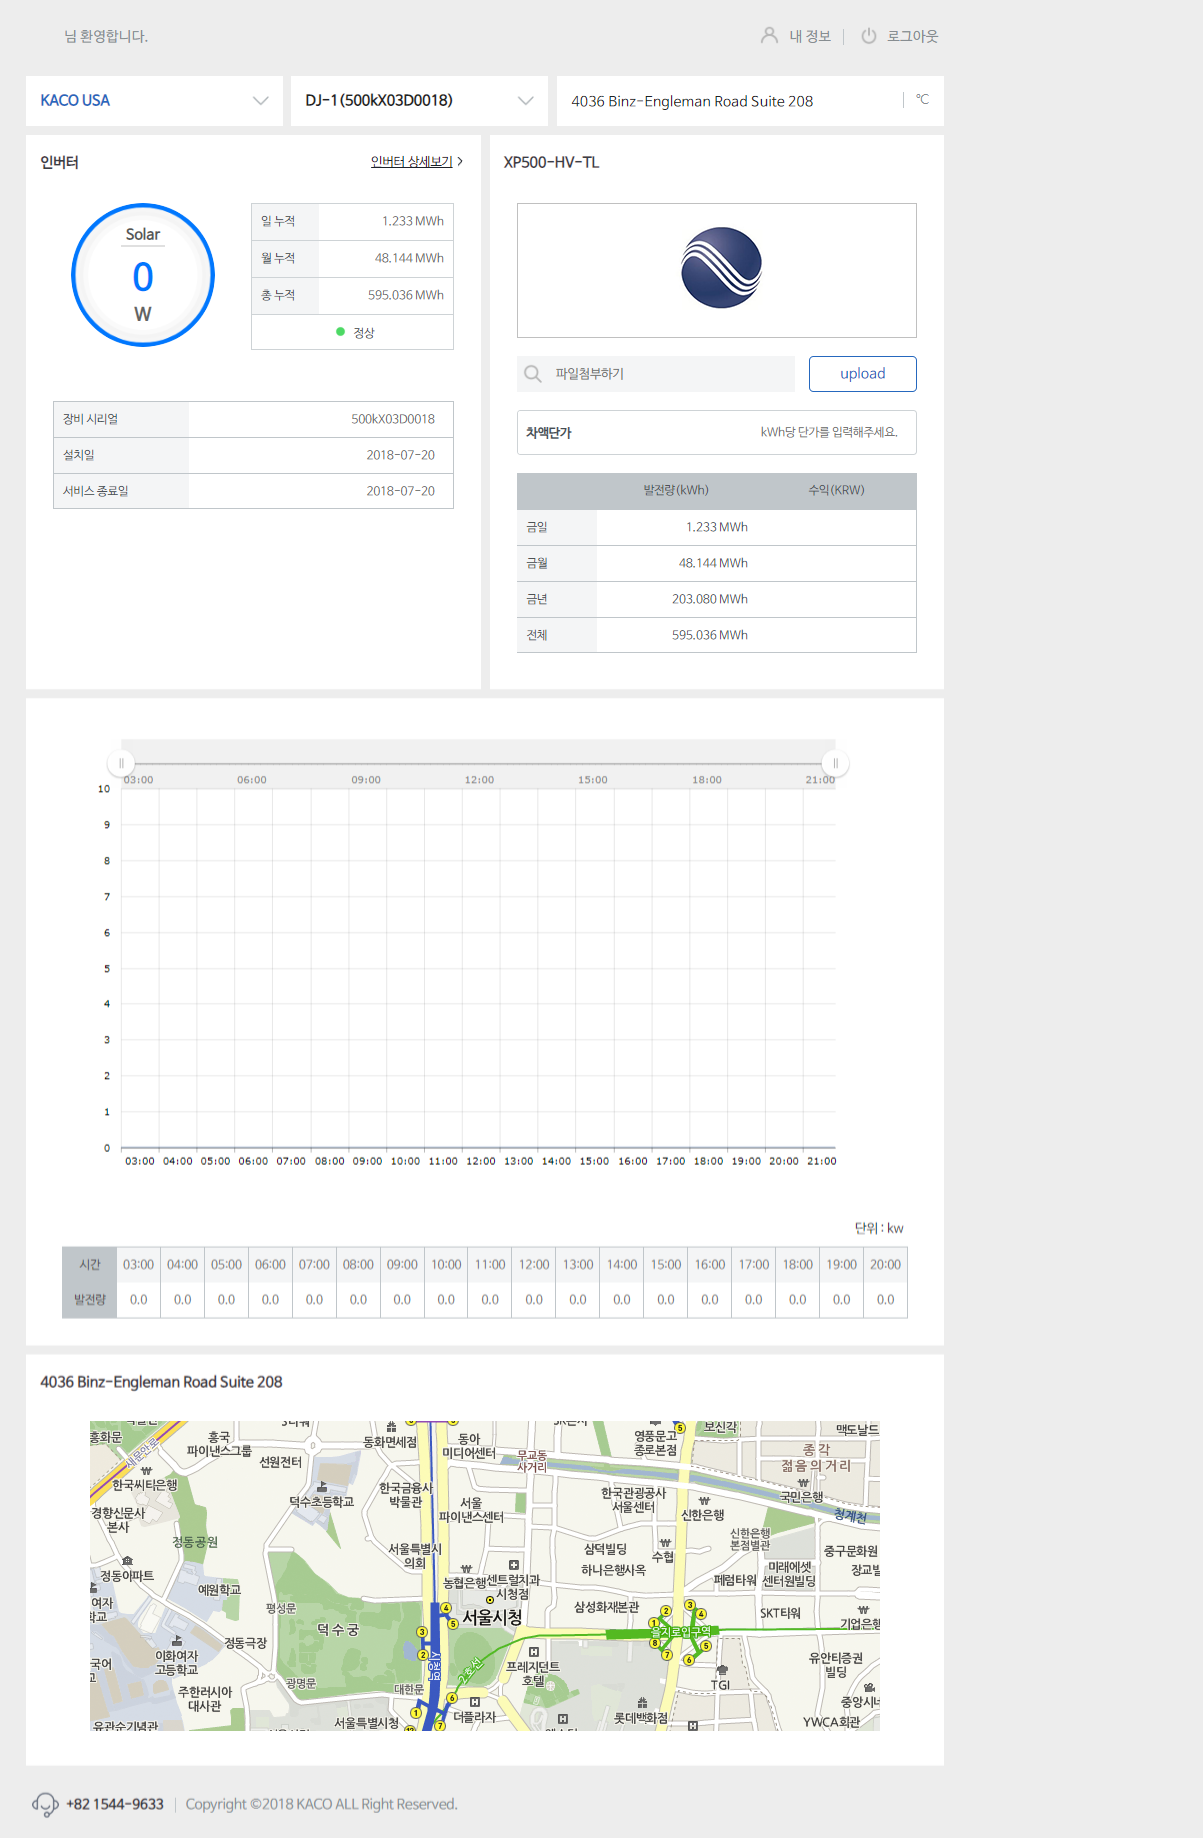 님 환영합니다.
내 정보
로그아웃
KACO USA
DJ-1(500kX03D0018)
4036 Binz-Engleman Road Suite 208
℃
인버터
인버터 상세보기
Solar
0
W
일 누적 1.233 MWh
월 누적 48.144 MWh
총 누적 595.036 MWh
정상
장비 시리얼 500kX03D0018
설치일 2018-07-20
서비스 종료일 2018-07-20
XP500-HV-TL
파일첨부하기
upload
차액단가 kWh당 단가를 입력해주세요.
발전량(kWh) 수익(KRW)
금일 1.233 MWh
금월 48.144 MWh
금년 203.080 MWh
전체 595.036 MWh
03:00 06:00 09:00 12:00 15:00 18:00 21:00
10
9
8
7
6
5
4
3
2
1
0
03:00 04:00 05:00 06:00 07:00 08:00 09:00 10:00 11:00 12:00 13:00 14:00 15:00 16:00 17:00 18:00 19:00 20:00 21:00
단위 : kw
시간 03:00 04:00 05:00 06:00 07:00 08:00 09:00 10:00 11:00 12:00 13:00 14:00 15:00 16:00 17:00 18:00 19:00 20:00
발전량 0.0 0.0 0.0 0.0 0.0 0.0 0.0 0.0 0.0 0.0 0.0 0.0 0.0 0.0 0.0 0.0 0.0 0.0
4036 Binz-Engleman Road Suite 208
흥화문
새문안로
흥국
파이낸스그룹
선원전터
동화면세점
동아
미디어센터
무교동
사거리
영풍문고
종로본점
보신각
맥도날드
종각
젊음의거리
한국씨티은행
경향신문사
본사
정동공원
덕수초등학교
한국금융사
박물관
서울
파이낸스센터
한국관광공사
서울센터
신한은행
국민은행
청계천
정동아파트
예원학교
서울특별시
의회
농협은행
센트럴치과
시청점
삼덕빌딩
하나은행시옥
수협
신한은행
본점별관
미래에셋
센터원빌딩
페럼타워
중구문화원
장교빌
여자
학교
평성문
덕수궁
서울시청
삼성화재본관
SKT타워
기업은행
정동극장
이화여자
고등학교
광명문
주한러시아
대사관
대한문
시청역
2호선
을지로입구역
프레지던트
호텔
더플라자
롯데백화점
TGI
유안티증권
빌딩
중앙시네
YWCA회관
국어
유관순기념관
서울특별시청
+82 1544-9633
Copyright ©2018 KACO ALL Right Reserved.